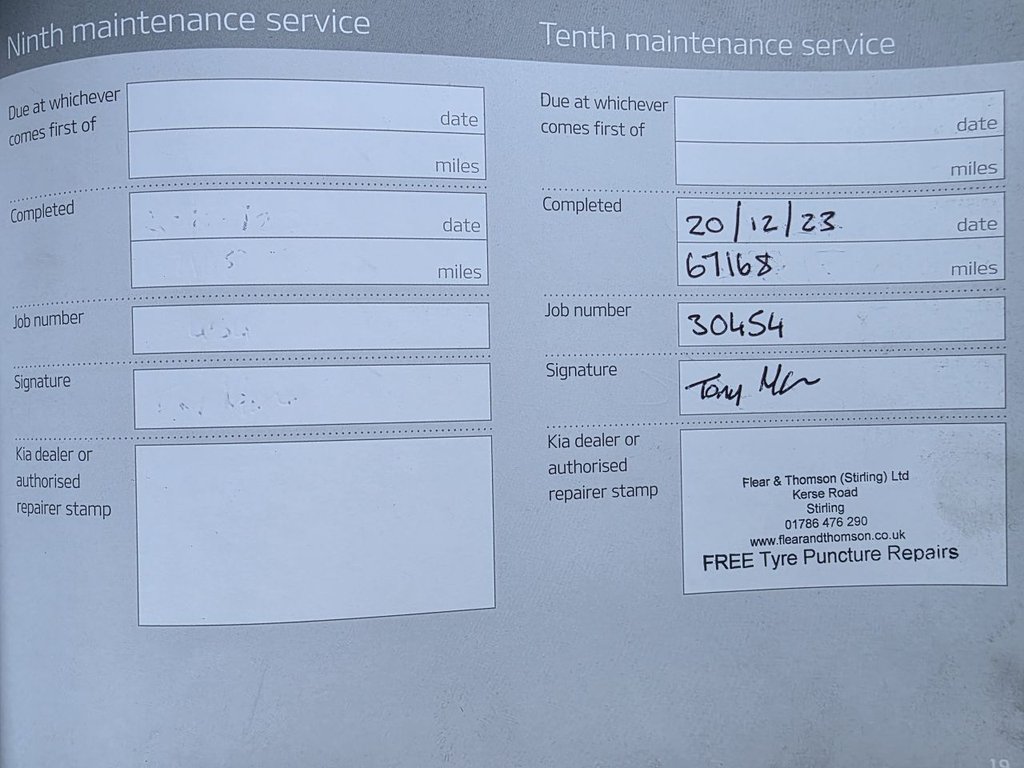 Ninth maintenance service
Due at whichever
comes first of
date
miles
Completed
date
miles
Job number
Signature
Kia dealer or
authorised
repairer stamp
Tenth maintenance service
Due at whichever
comes first of
date
miles
Completed
20/12/23
date
67168
miles
Job number
30454
Signature
Tony
Kia dealer or
authorised
repairer stamp
Flear & Thomson (Stirling) Ltd
Kerse Road
Stirling
01786 476 290
www.flearandthomson.co.uk
FREE Tyre Puncture Repairs
19